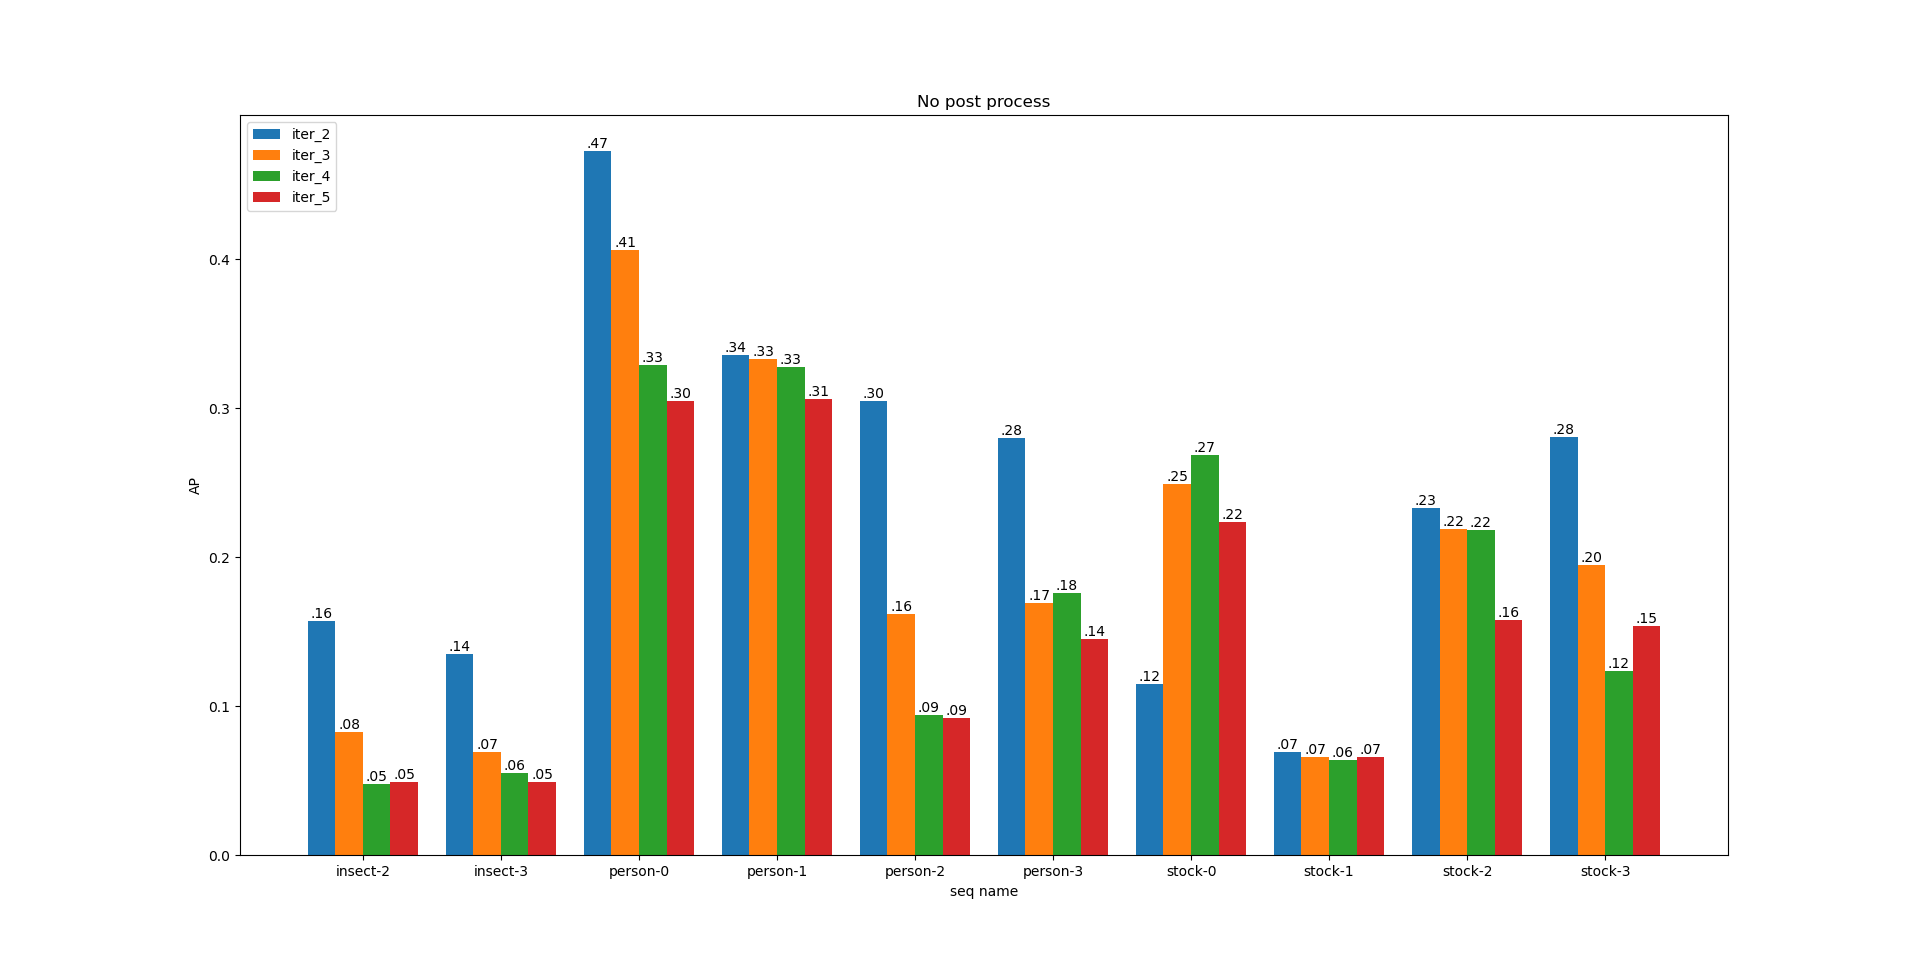 No post process
iter_2
iter_3
iter_4
iter_5
AP
0.4
0.3
0.2
0.1
0.0
.16 .08 .05 .05
.14 .07 .06 .05
.47 .41 .33 .30
.34 .33 .33 .31
.30 .16 .09 .09
.28 .17 .18 .14
.12 .25 .27 .22
.07 .07 .06 .07
.23 .22 .22 .16
.28 .20 .12 .15
insect-2 insect-3 person-0 person-1 person-2 person-3 stock-0 stock-1 stock-2 stock-3
seq name